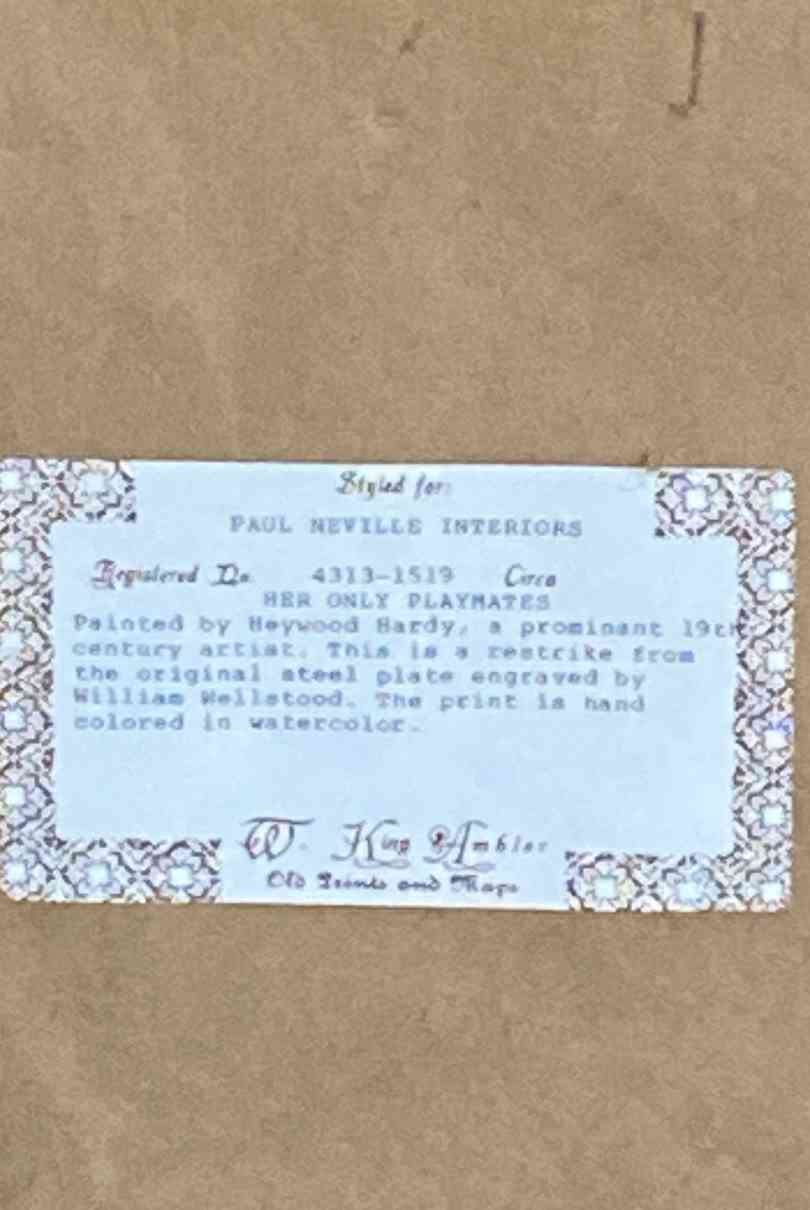 Styled for:
PAUL NEVILLE INTERIORS
Registered No. 4313-1519 Circa
HER ONLY PLAYMATES
Painted by Heywood Hardy, a prominant 19th
century artist. This is a restrike from
the original steel plate engraved by
William Wellstood. The print is hand
colored in watercolor.
W. King Ambler
Old Prints and Maps